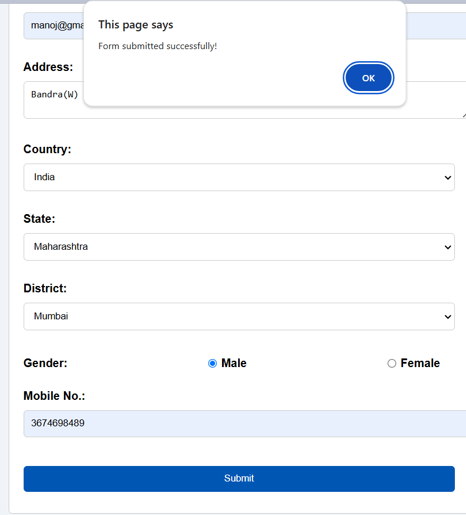 This page says
Form submitted successfully!
OK
manoj@gma
Address:
Bandra(W)
Country:
India
State:
Maharashtra
District:
Mumbai
Gender: Male Female
Mobile No.:
3674698489
Submit